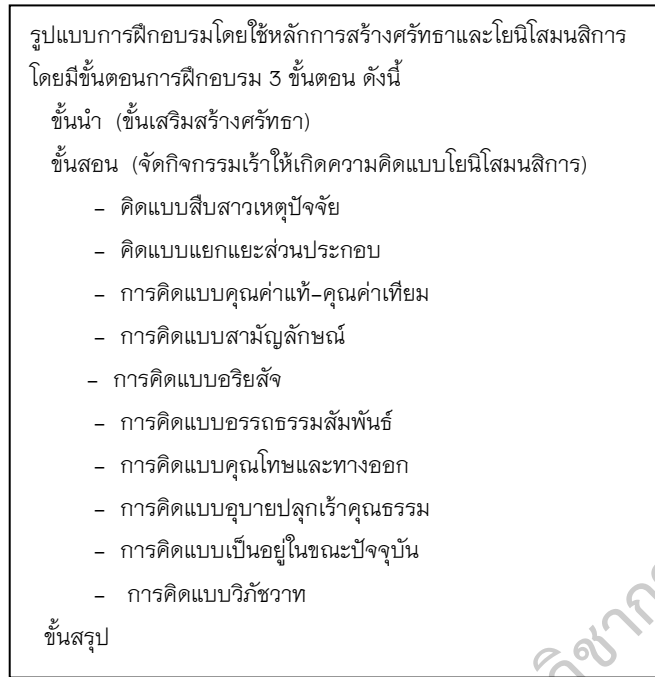 รูปแบบการฝึกอบรมโดยใช้หลักการสร้างศรัทธาและโยนิโสมนสิการ
โดยมีขั้นตอนการฝึกอบรม 3 ขั้นตอน ดังนี้
ขั้นนำ (ขั้นเสริมสร้างศรัทธา)
ขั้นสอน (จัดกิจกรรมเร้าให้เกิดความคิดแบบโยนิโสมนสิการ)
– คิดแบบสืบสาวเหตุปัจจัย
– คิดแบบแยกแยะส่วนประกอบ
– การคิดแบบคุณค่าแท้–คุณค่าเทียม
– การคิดแบบสามัญลักษณ์
– การคิดแบบอริยสัจ
– การคิดแบบอรรถธรรมสัมพันธ์
– การคิดแบบคุณโทษและทางออก
– การคิดแบบอุบายปลุกเร้าคุณธรรม
– การคิดแบบเป็นอยู่ในขณะปัจจุบัน
– การคิดแบบวิภัชวาท
ขั้นสรุป